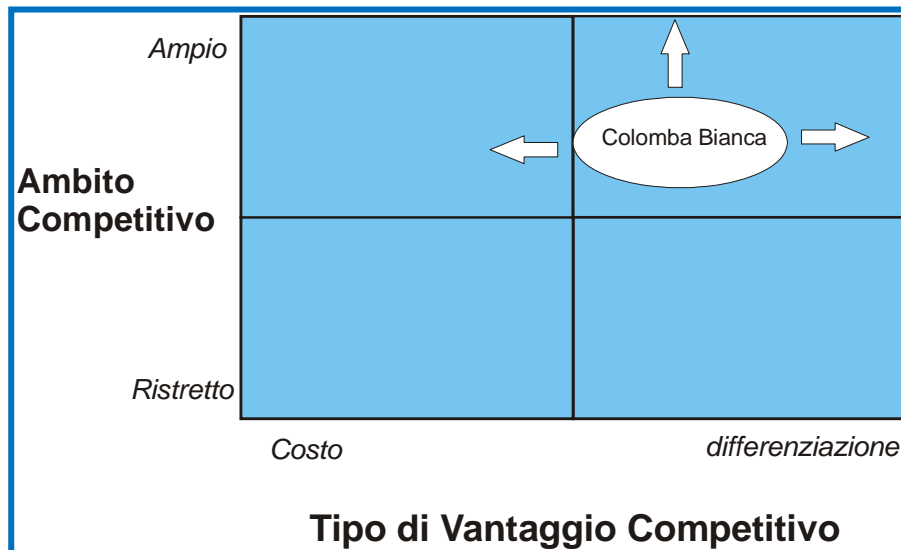 Ampio
Colomba Bianca
Ambito
Competitivo
Ristretto
Costo
differenziazione
Tipo di Vantaggio Competitivo